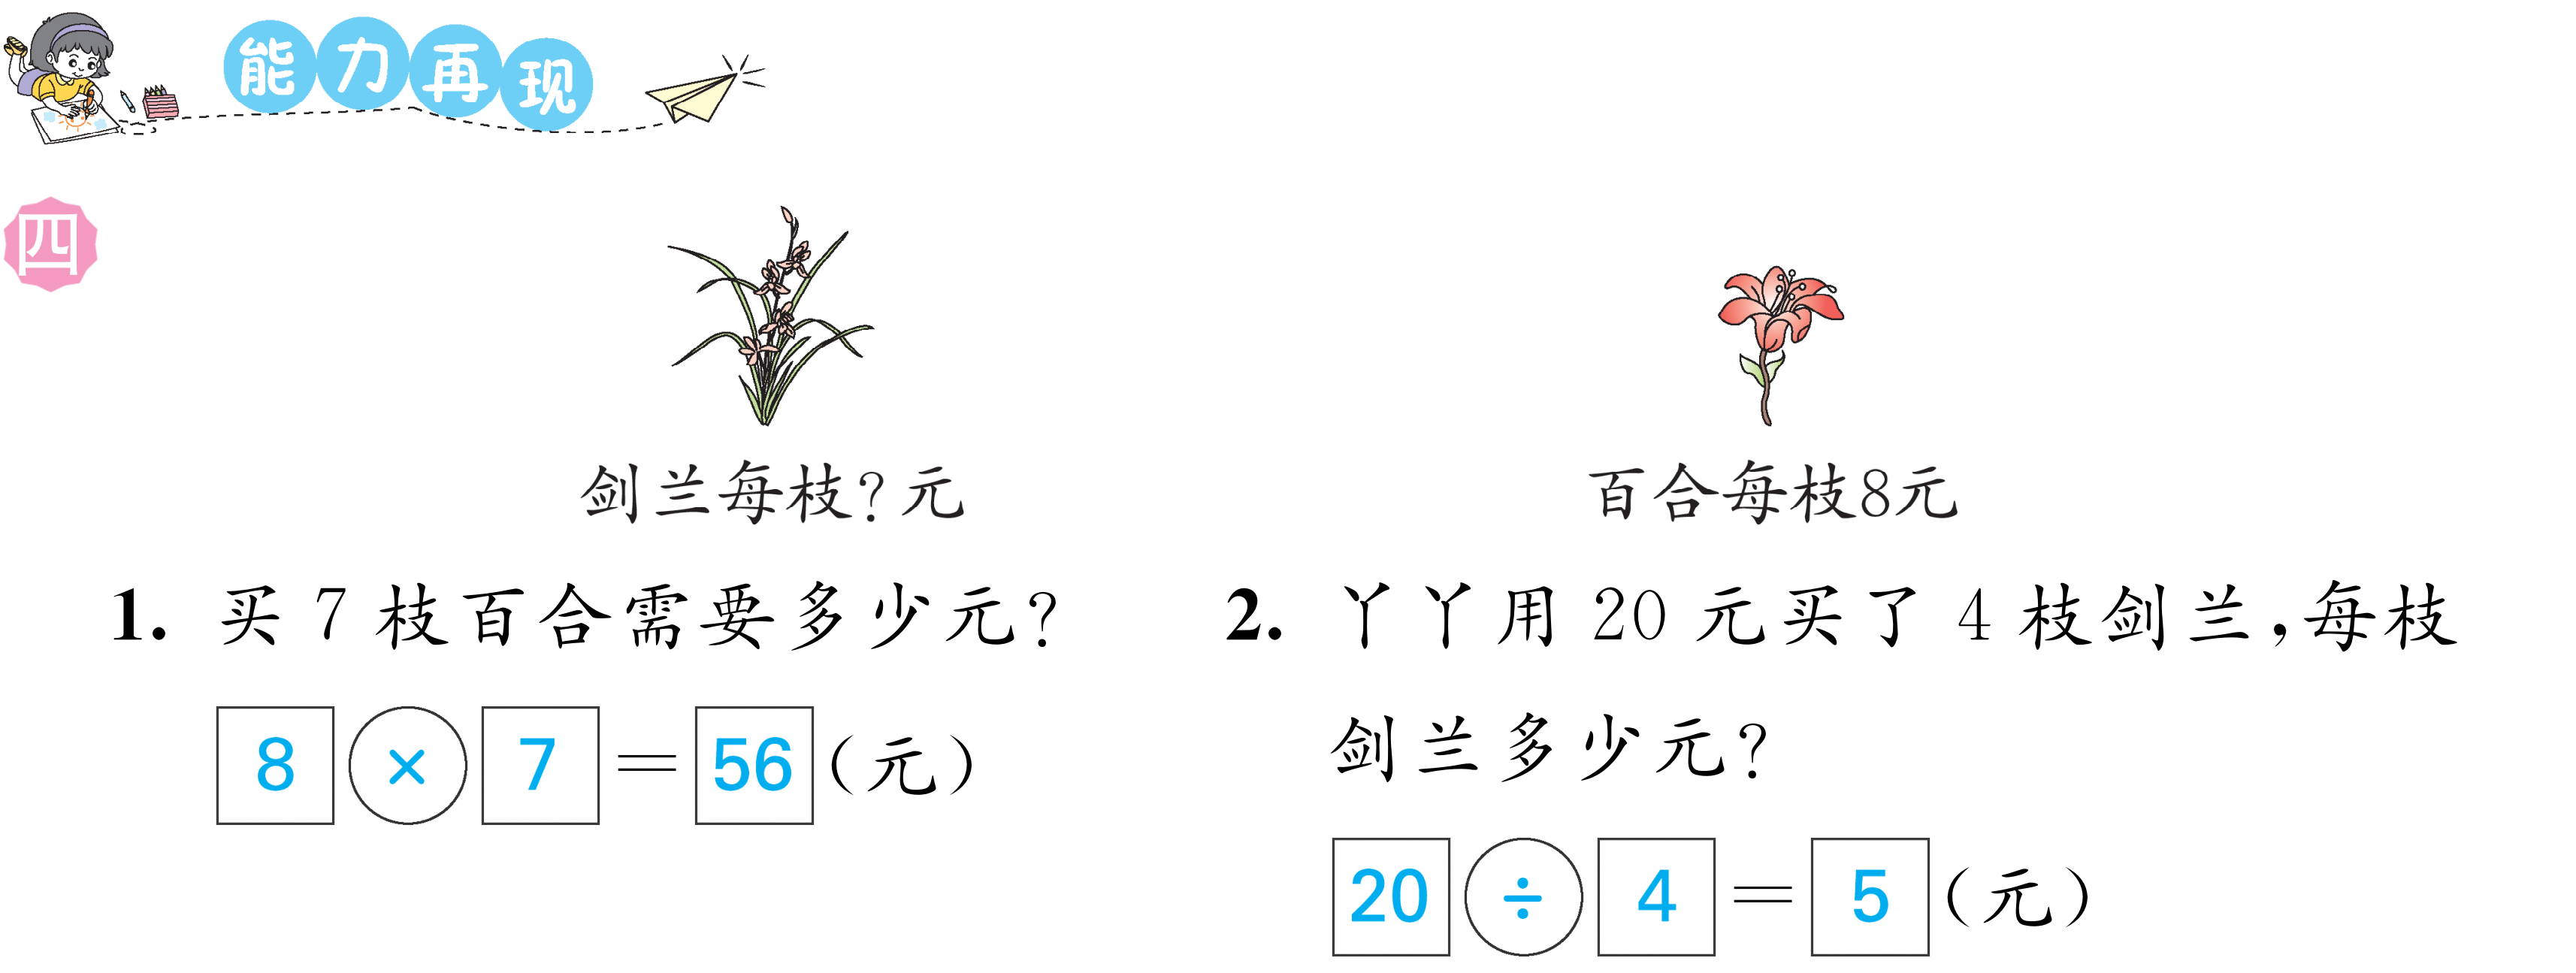 能力再现
四
剑兰每枝?元
百合每枝8元
1. 买 7 枝百合需要多少元?
8 × 7 = 56 (元)
2. 丫丫用 20 元买了 4 枝剑兰,每枝
剑兰多少元?
20 ÷ 4 = 5 (元)